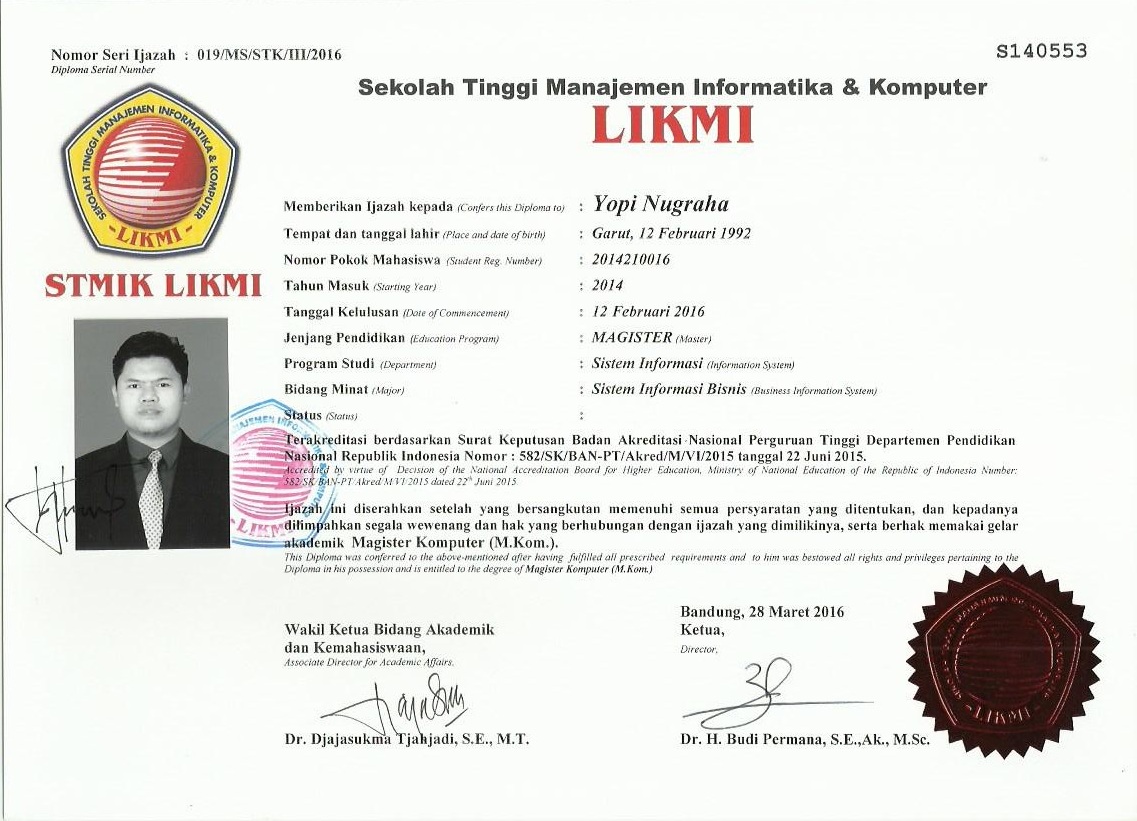 Nomor Seri Ijazah : 019/MS/STK/III/2016
Diploma Serial Number
S140553
Sekolah Tinggi Manajemen Informatika & Komputer
LIKMI
SEKOLAH TINGGI MANAJEMEN INFORMATIKA & KOMPUTER
- LIKMI -
STMIK LIKMI
Memberikan Ijazah kepada (Confers this Diploma to) : Yopi Nugraha
Tempat dan tanggal lahir (Place and date of birth) : Garut, 12 Februari 1992
Nomor Pokok Mahasiswa (Student Reg. Number) : 2014210016
Tahun Masuk (Starting Year) : 2014
Tanggal Kelulusan (Date of Commencement) : 12 Februari 2016
Jenjang Pendidikan (Education Program) : MAGISTER (Master)
Program Studi (Department) : Sistem Informasi (Information System)
Bidang Minat (Major) : Sistem Informasi Bisnis (Business Information System)
Status (Status) :
Terakreditasi berdasarkan Surat Keputusan Badan Akreditasi Nasional Perguruan Tinggi Departemen Pendidikan
Nasional Republik Indonesia Nomor : 582/SK/BAN-PT/Akred/M/VI/2015 tanggal 22 Juni 2015.
Accredited by virtue of Decision of the National Accreditation Board for Higher Education, Ministry of National Education of the Republic of Indonesia Number:
582/SK/BAN-PT/Akred/M/VI/2015 dated 22th Juni 2015
Ijazah ini diserahkan setelah yang bersangkutan memenuhi semua persyaratan yang ditentukan, dan kepadanya
dilimpahkan segala wewenang dan hak yang berhubungan dengan ijazah yang dimilikinya, serta berhak memakai gelar
akademik Magister Komputer (M.Kom.).
This Diploma was conferred to the above-mentioned after having fulfilled all prescribed requirements and to him was bestowed all rights and privileges pertaining to the
Diploma in his possession and is entitled to the degree of Magister Komputer (M.Kom.)
LIKMI
Bandung, 28 Maret 2016
Wakil Ketua Bidang Akademik
dan Kemahasiswaan,
Associate Director for Academic Affairs.
Ketua,
Director,
Dr. Djajasukma Tjahjadi, S.E., M.T.
Dr. H. Budi Permana, S.E.,Ak., M.Sc.
- LIKMI -